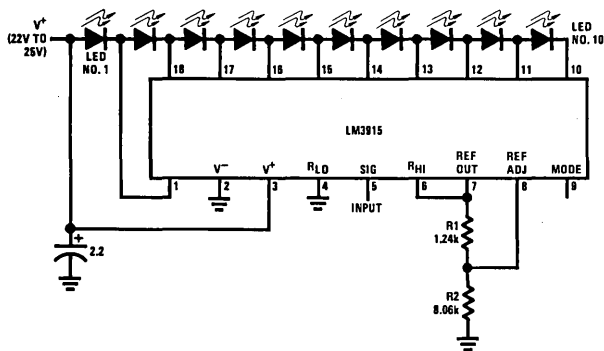 V+
(22V TO
25V)
LED
NO. 1
LED
NO. 10
18
17
16
15
14
13
12
11
10
LM3915
V−
V+
RLO
SIG
RHI
REF
OUT
REF
ADJ
MODE
1
2
3
4
5
6
7
8
9
INPUT
+
2.2
R1
1.24k
R2
8.06k